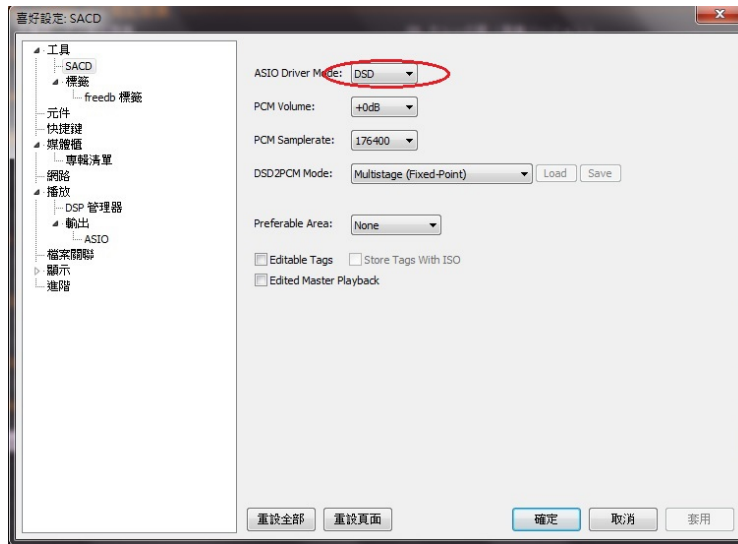 喜好設定: SACD
工具
SACD
標籤
freedb 標籤
元件
快捷鍵
媒體櫃
專輯清單
網路
播放
DSP 管理器
輸出
ASIO
檔案關聯
顯示
進階
ASIO Driver Mode: DSD
PCM Volume: +0dB
PCM Samplerate: 176400
DSD2PCM Mode: Multistage (Fixed-Point) Load Save
Preferable Area: None
Editable Tags Store Tags With ISO
Edited Master Playback
重設全部 重設頁面 確定 取消 套用